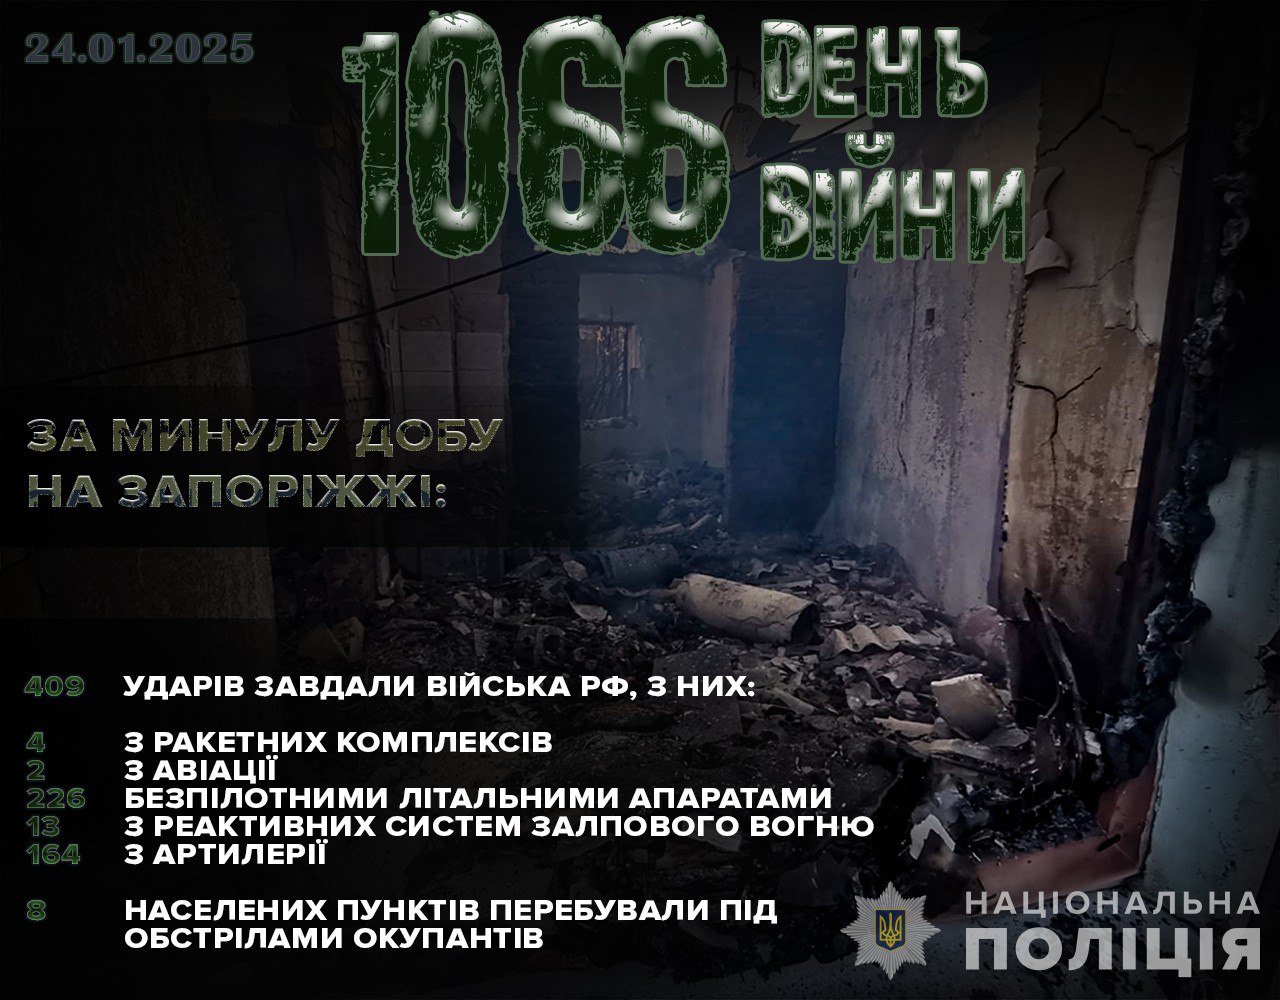 24.01.2025
1066 ДЕНЬ
ВІЙНИ
ЗА МИНУЛУ ДОБУ
НА ЗАПОРІЖЖІ:
409 УДАРІВ ЗАВДАЛИ ВІЙСЬКА РФ, З НИХ:
4 З РАКЕТНИХ КОМПЛЕКСІВ
2 З АВІАЦІЇ
226 БЕЗПІЛОТНИМИ ЛІТАЛЬНИМИ АПАРАТАМИ
13 З РЕАКТИВНИХ СИСТЕМ ЗАЛПОВОГО ВОГНЮ
164 З АРТИЛЕРІЇ
8 НАСЕЛЕНИХ ПУНКТІВ ПЕРЕБУВАЛИ ПІД
ОБСТРІЛАМИ ОКУПАНТІВ
НАЦІОНАЛЬНА
ПОЛІЦІЯ